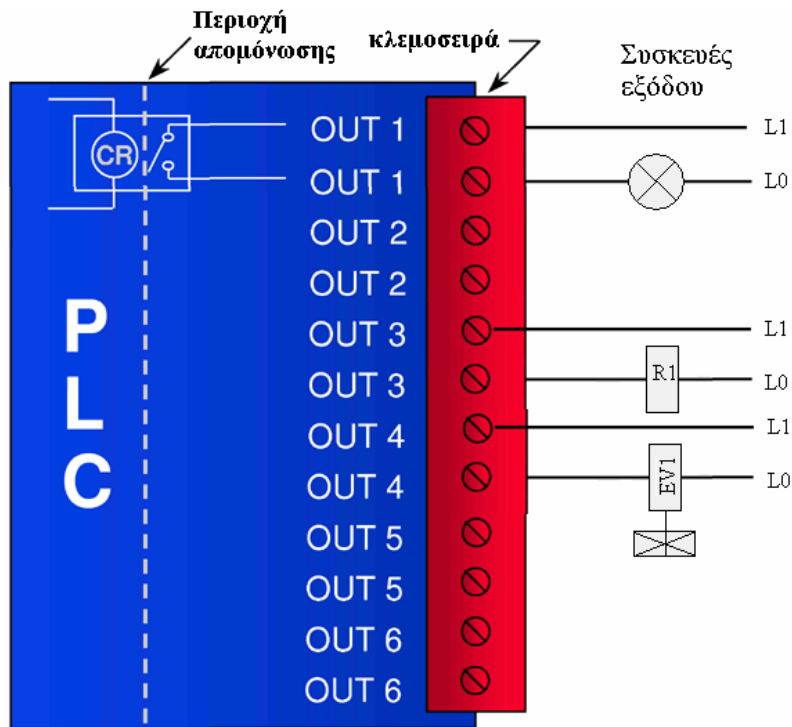 Περιοχή
απομόνωσης
κλεμοσειρά
Συσκευές
εξόδου
CR
OUT 1
L1
OUT 1
L0
OUT 2
OUT 2
OUT 3
L1
OUT 3
R1
L0
OUT 4
L1
OUT 4
EV1
L0
OUT 5
OUT 5
OUT 6
OUT 6
PLC